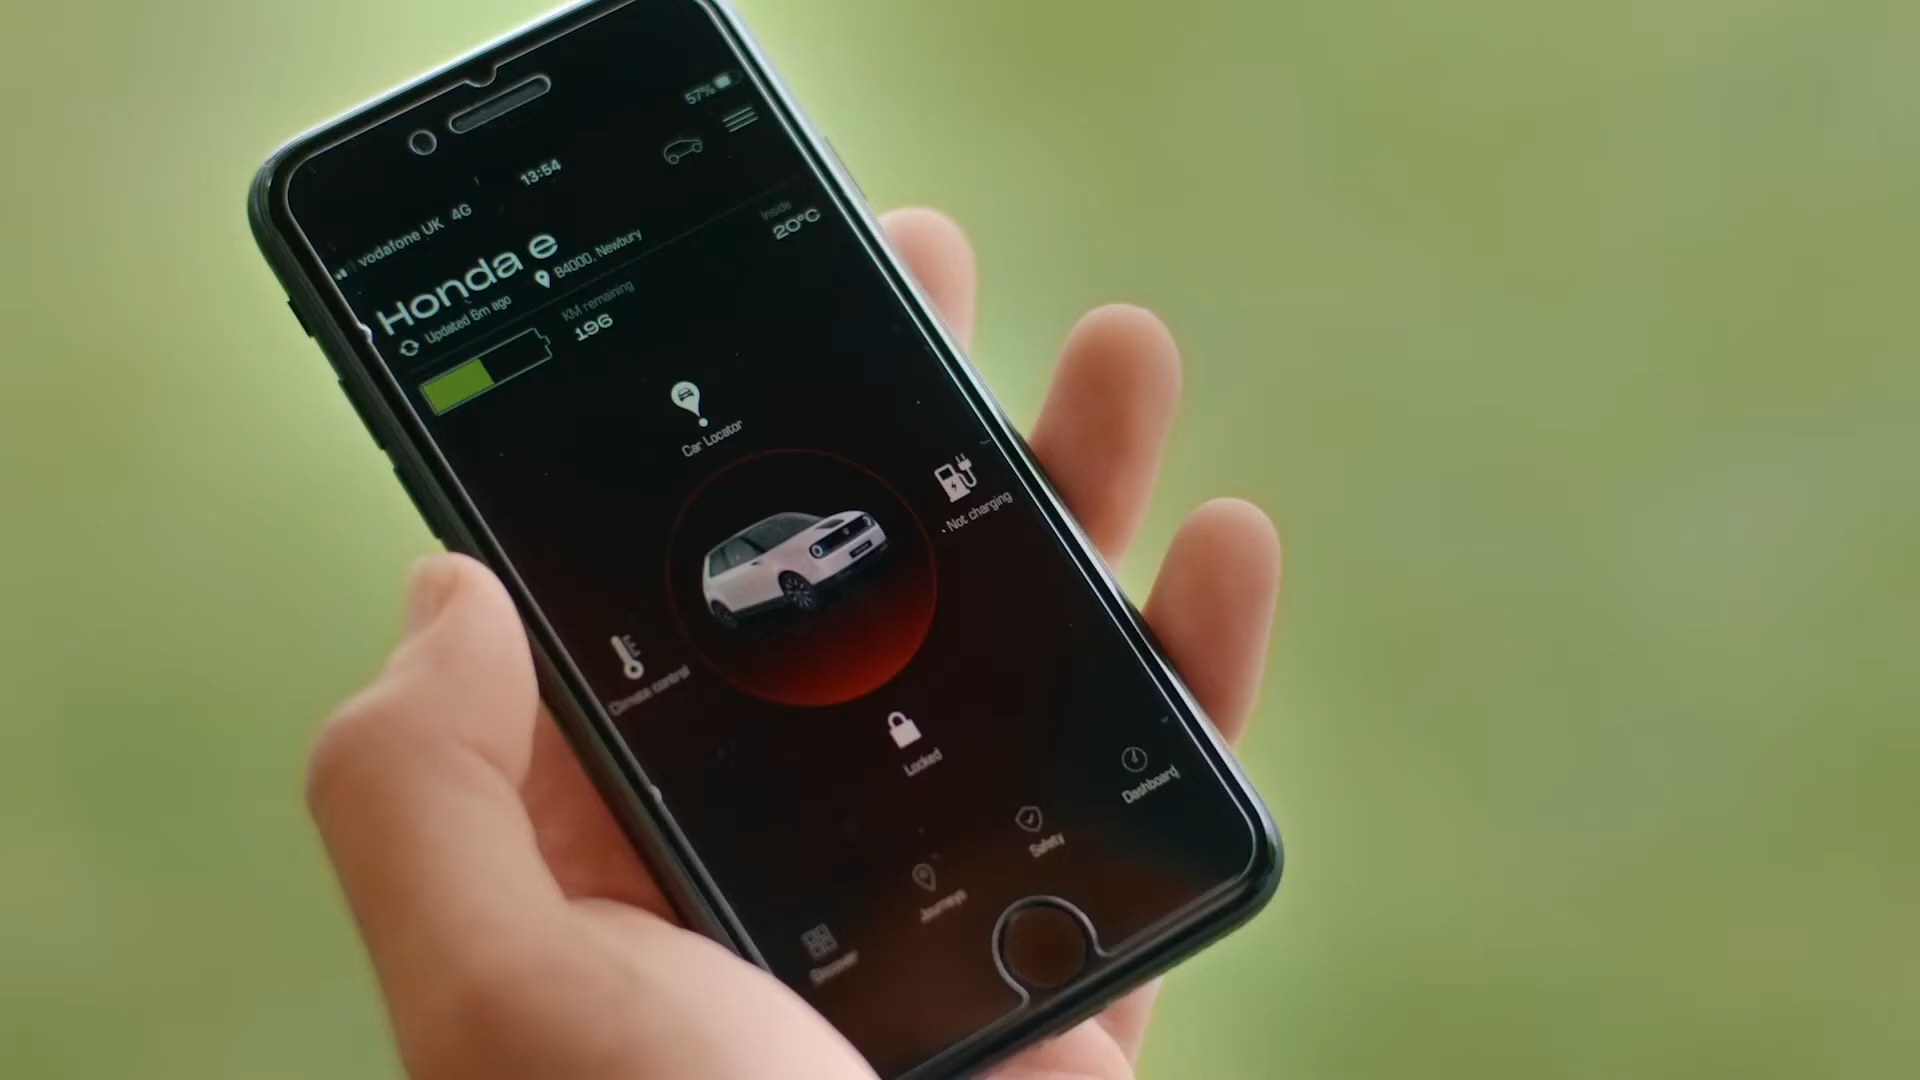 57%
13:54
vodafone UK 4G
Honda e
Updated 6m ago
B4000, Newbury
Inside
20°C
KM remaining
196
Car Locator
Not charging
Climate control
Locked
Dashboard
Safety
Journeys
Discover